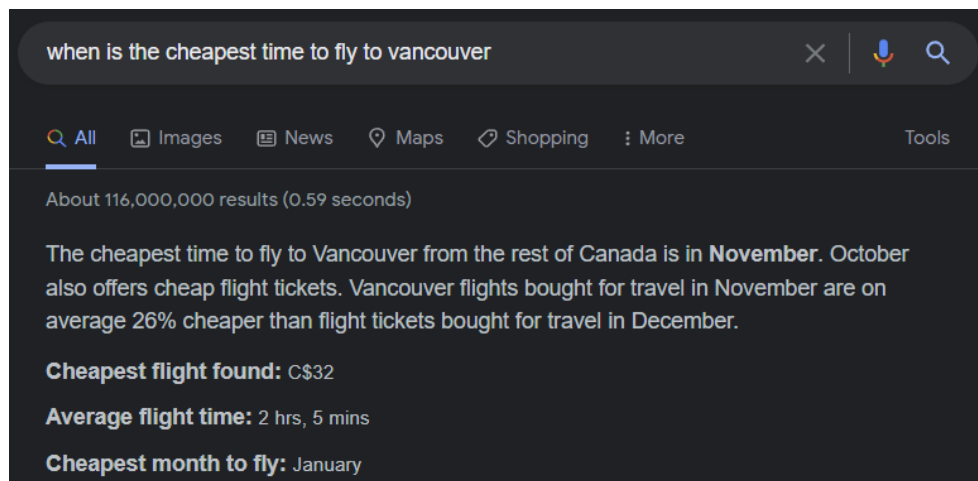 when is the cheapest time to fly to vancouver
All Images News Maps Shopping More Tools
About 116,000,000 results (0.59 seconds)
The cheapest time to fly to Vancouver from the rest of Canada is in November. October
also offers cheap flight tickets. Vancouver flights bought for travel in November are on
average 26% cheaper than flight tickets bought for travel in December.
Cheapest flight found: C$32
Average flight time: 2 hrs, 5 mins
Cheapest month to fly: January